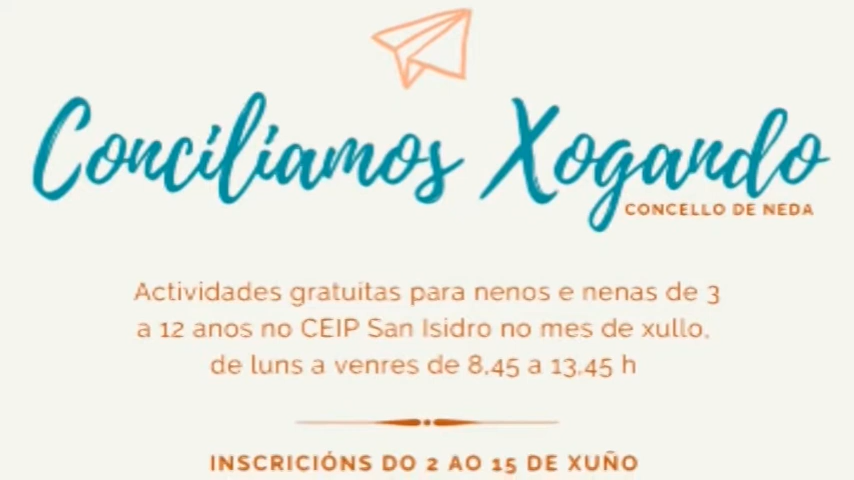 Conciliamos Xogando
CONCELLO DE NEDA
Actividades gratuitas para nenos e nenas de 3
a 12 anos no CEIP San Isidro no mes de xullo,
de luns a venres de 8,45 a 13,45 h
INSCRICIÓNS DO 2 AO 15 DE XUÑO